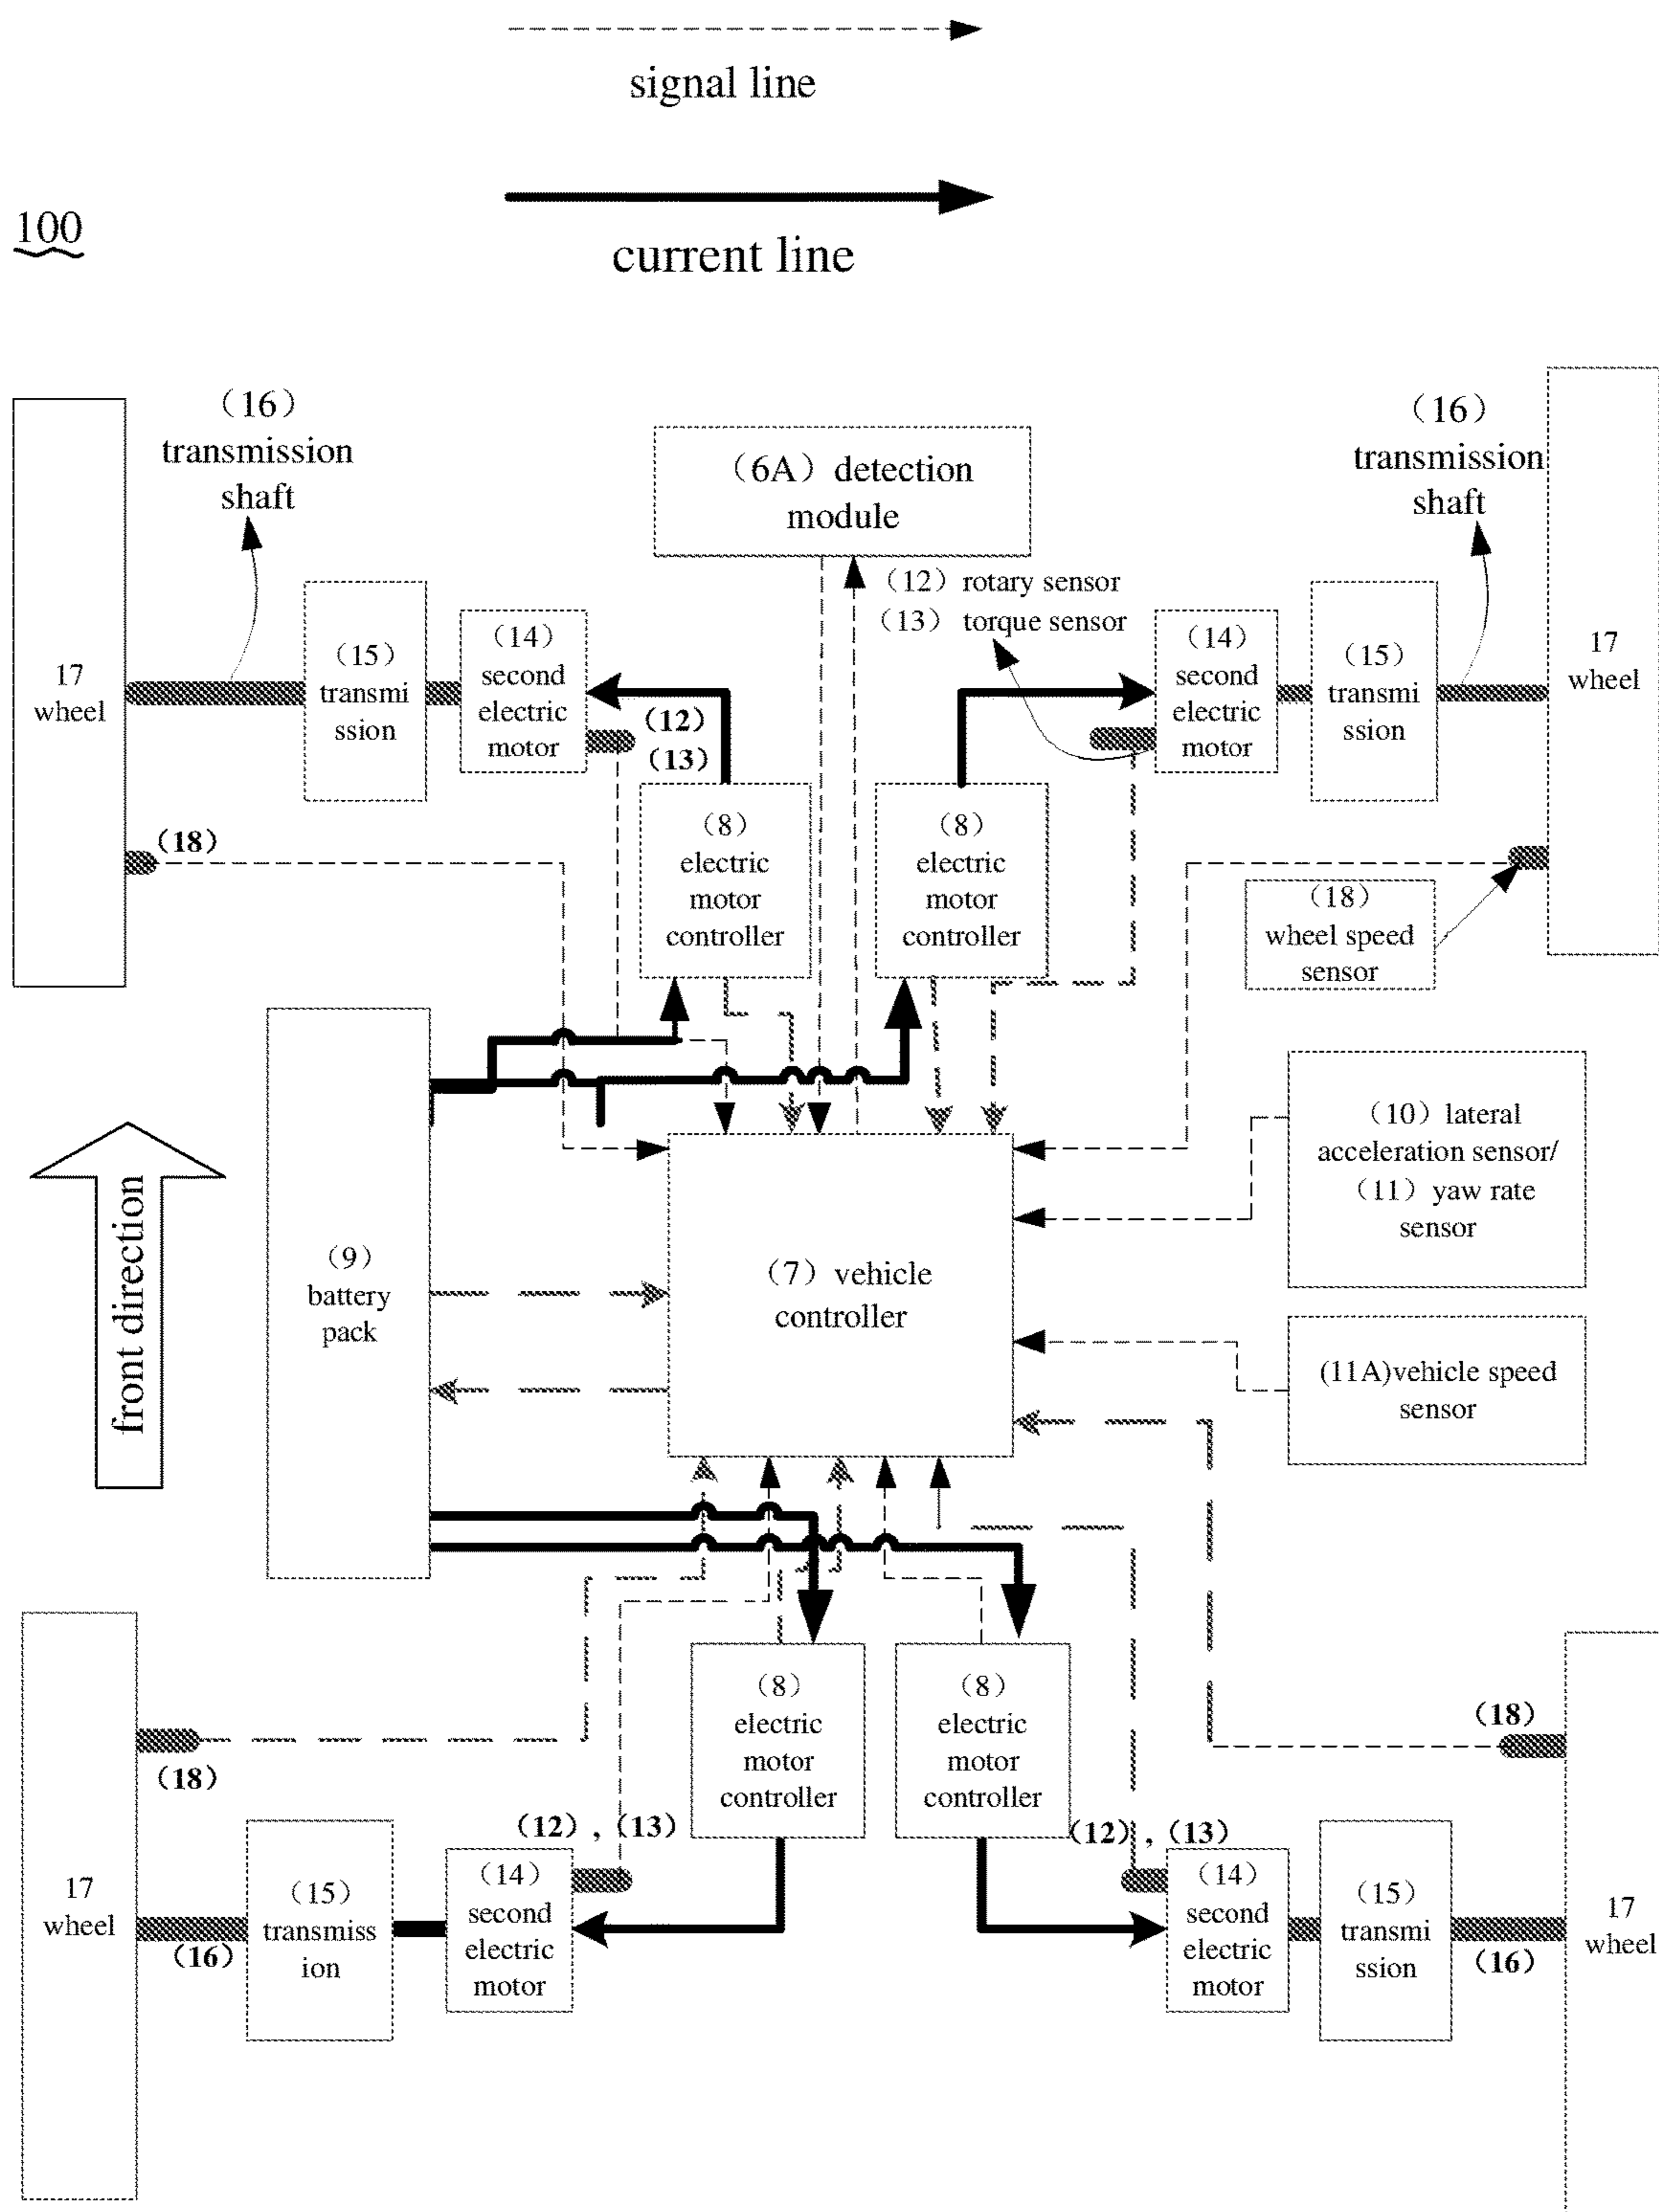 signal line
100
current line
(16)
transmission
shaft
(16)
transmission
shaft
(6A) detection
module
(12) rotary sensor
(13) torque sensor
17
wheel
(15)
transmi
ssion
(14)
second
electric
motor
(12)
(13)
(14)
second
electric
motor
(15)
transmi
ssion
17
wheel
(18)
(8)
electric
motor
controller
(8)
electric
motor
controller
(18)
wheel speed
sensor
front direction
(9)
battery
pack
(7) vehicle
controller
(10) lateral
acceleration sensor/
(11) yaw rate
sensor
(11A)vehicle speed
sensor
17
wheel
(18)
(16)
(15)
transmiss
ion
(14)
second
electric
motor
(12) , (13)
(8)
electric
motor
controller
(8)
electric
motor
controller
(12) , (13)
(14)
second
electric
motor
(15)
transmi
ssion
(18)
(16)
17
wheel